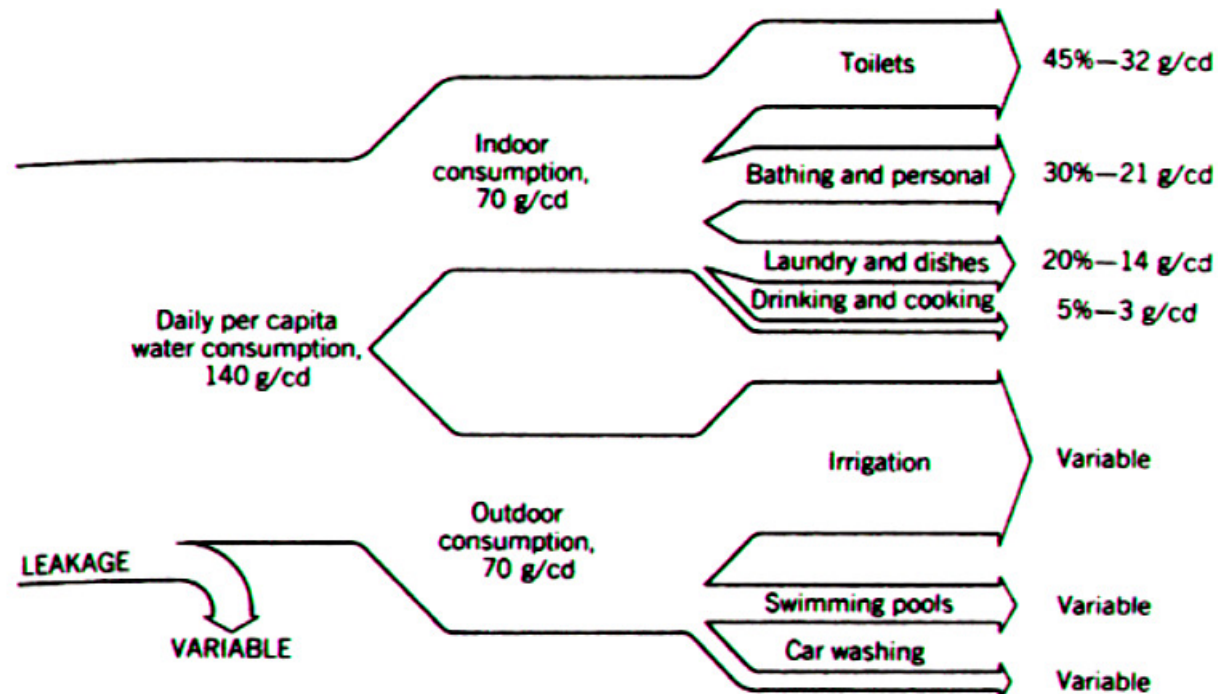 Toilets
45%—32 g/cd
Indoor
consumption,
70 g/cd
Bathing and personal
30%—21 g/cd
Laundry and dishes
20%—14 g/cd
Drinking and cooking
5%—3 g/cd
Daily per capita
water consumption,
140 g/cd
Irrigation
Variable
Outdoor
consumption,
70 g/cd
LEAKAGE
VARIABLE
Swimming pools
Variable
Car washing
Variable